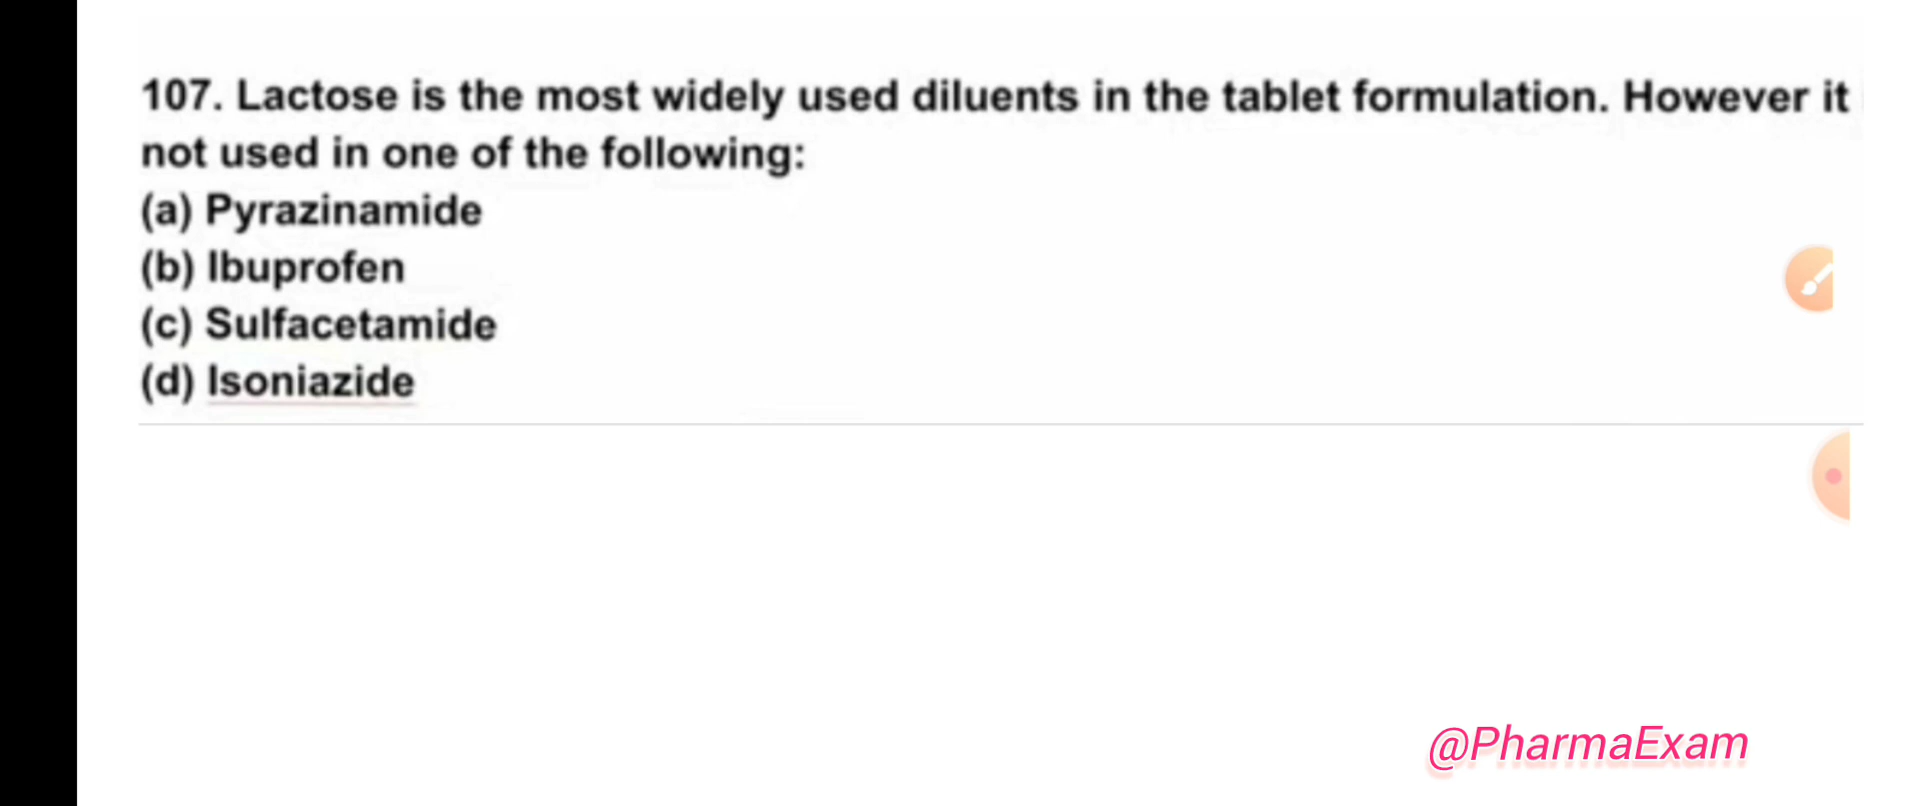 107. Lactose is the most widely used diluents in the tablet formulation. However it
not used in one of the following:
(a) Pyrazinamide
(b) Ibuprofen
(c) Sulfacetamide
(d) Isoniazide
@PharmaExam